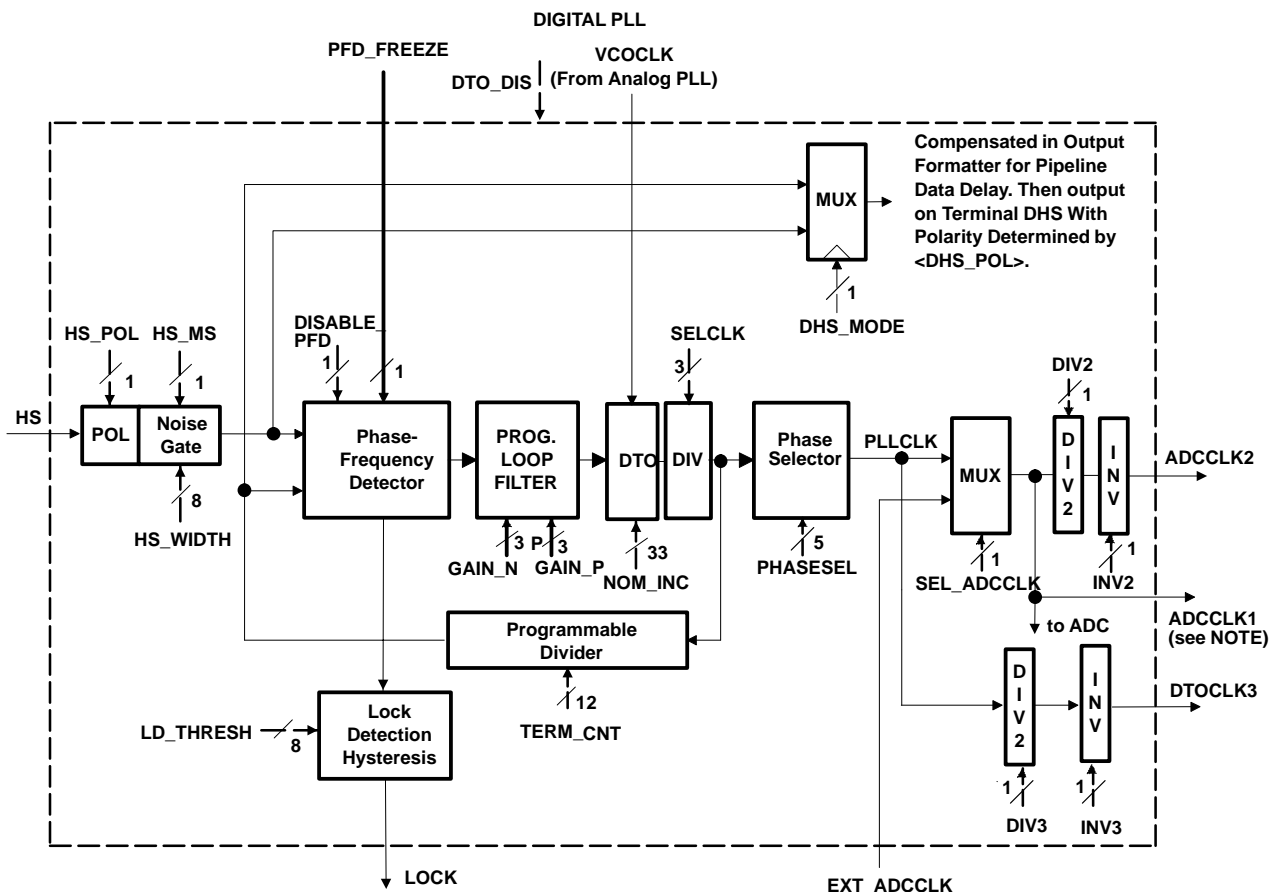 DIGITAL PLL
PFD_FREEZE
VCOCLK
(From Analog PLL)
DTO_DIS
Compensated in Output
Formatter for Pipeline
Data Delay. Then output
on Terminal DHS With
Polarity Determined by
<DHS_POL>.
MUX
1
DHS_MODE
HS_POL
HS_MS
DISABLE_
PFD
SELCLK
DIV2
1
1
1
1
3
1
HS
POL
Noise
Gate
Phase-
Frequency
Detector
PROG.
LOOP
FILTER
DTO
DIV
Phase
Selector
PLLCLK
MUX
DIV2
INV
ADCCLK2
8
HS_WIDTH
3
P
3
33
5
1
1
GAIN_N
GAIN_P
NOM_INC
PHASESEL
SEL_ADCCLK
INV2
ADCCLK1
(see NOTE)
to ADC
Programmable
Divider
12
TERM_CNT
DIV2
INV
DTOCLK3
LD_THRESH
8
Lock
Detection
Hysteresis
1
1
DIV3
INV3
LOCK
EXT_ADCCLK